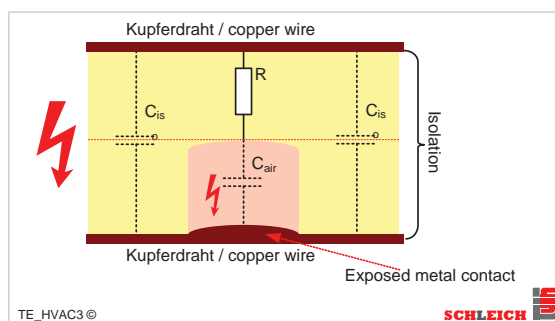 Kupferdraht / copper wire
R
Cis
Cis
Isolation
Cair
Kupferdraht / copper wire
Exposed metal contact
TE_HVAC3 ©
SCHLEICH